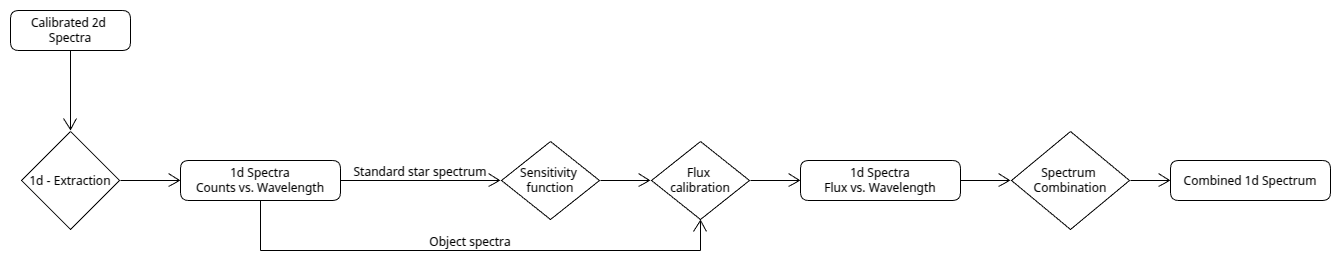 Calibrated 2d
Spectra
1d - Extraction
1d Spectra
Counts vs. Wavelength
Standard star spectrum
Object spectra
Sensitivity
function
Flux
calibration
1d Spectra
Flux vs. Wavelength
Spectrum
Combination
Combined 1d Spectrum